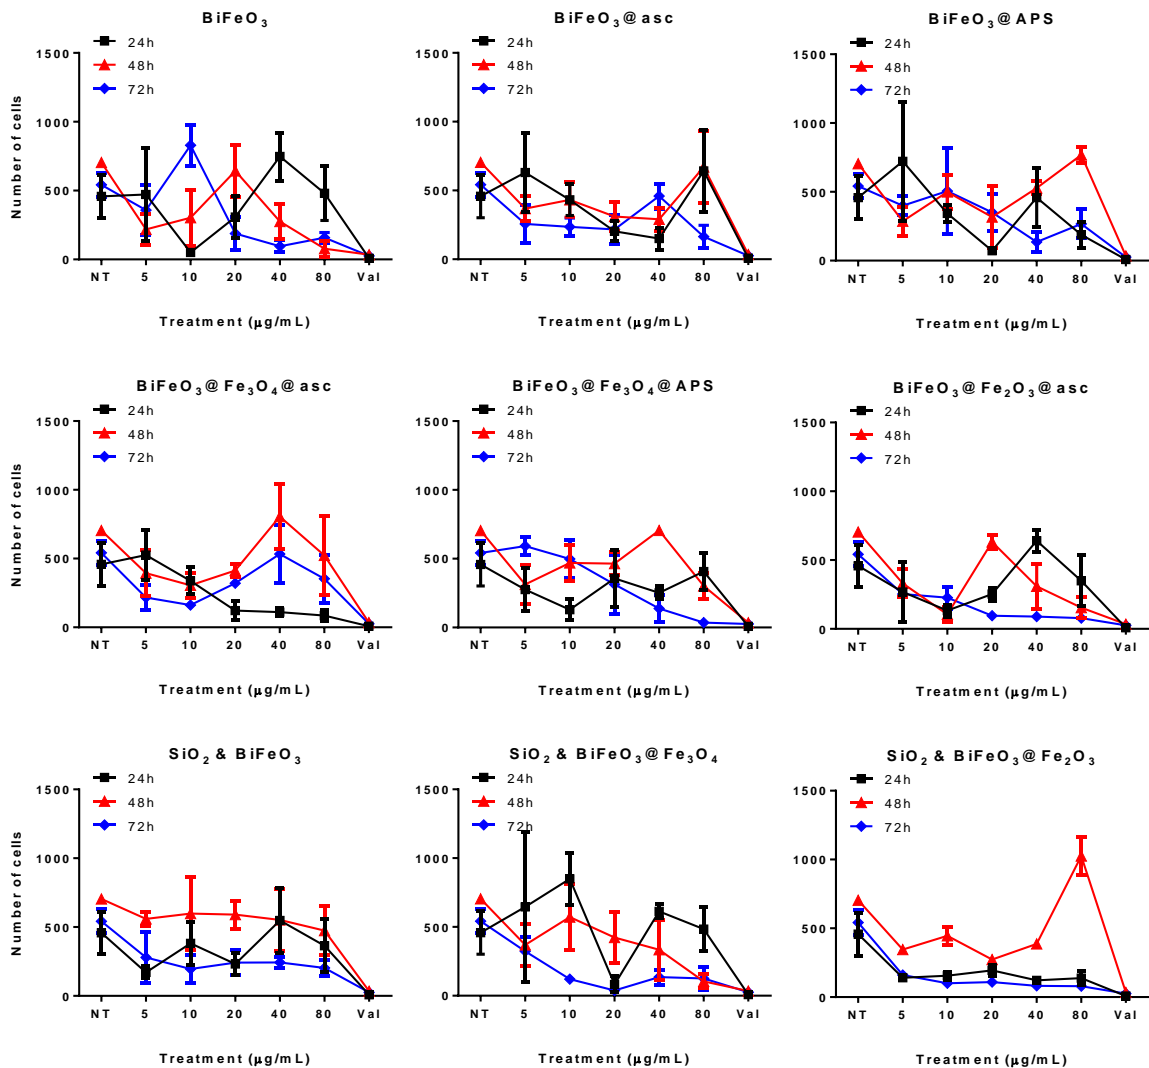 BiFeO₃
24h
48h
72h
1500
1000
500
0
Number of cells
NT 5 10 20 40 80 Val
Treatment (µg/mL)
BiFeO₃@asc
24h
48h
72h
1500
1000
500
0
NT 5 10 20 40 80 Val
Treatment (µg/mL)
BiFeO₃@APS
24h
48h
72h
1500
1000
500
0
NT 5 10 20 40 80 Val
Treatment (µg/mL)
BiFeO₃@Fe₃O₄@asc
24h
48h
72h
1500
1000
500
0
Number of cells
NT 5 10 20 40 80 Val
Treatment (µg/mL)
BiFeO₃@Fe₃O₄@APS
24h
48h
72h
1500
1000
500
0
NT 5 10 20 40 80 Val
Treatment (µg/mL)
BiFeO₃@Fe₂O₃@asc
24h
48h
72h
1500
1000
500
0
NT 5 10 20 40 80 Val
Treatment (µg/mL)
SiO₂ & BiFeO₃
24h
48h
72h
1500
1000
500
0
Number of cells
NT 5 10 20 40 80 Val
Treatment (µg/mL)
SiO₂ & BiFeO₃@Fe₃O₄
24h
48h
72h
1500
1000
500
0
NT 5 10 20 40 80 Val
Treatment (µg/mL)
SiO₂ & BiFeO₃@Fe₂O₃
24h
48h
72h
1500
1000
500
0
NT 5 10 20 40 80 Val
Treatment (µg/mL)